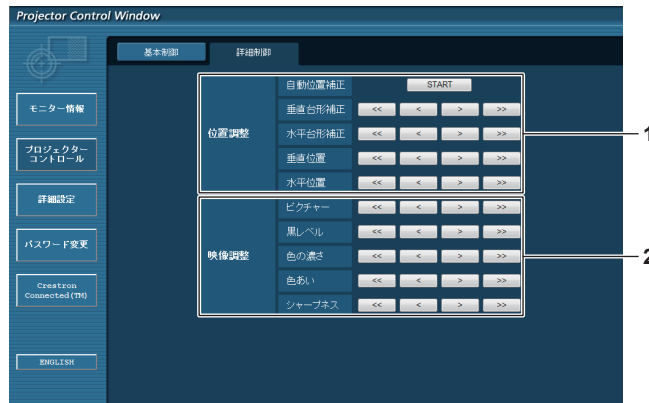 Projector Control Window
基本制御
詳細制御
モニター情報
プロジェクター
コントロール
詳細設定
パスワード変更
Crestron
Connected(TM)
ENGLISH
位置調整
自動位置補正 START
垂直台形補正 << < > >>
水平台形補正 << < > >>
垂直位置 << < > >>
水平位置 << < > >>
1
映像調整
ピクチャー << < > >>
黒レベル << < > >>
色の濃さ << < > >>
色あい << < > >>
シャープネス << < > >>
2